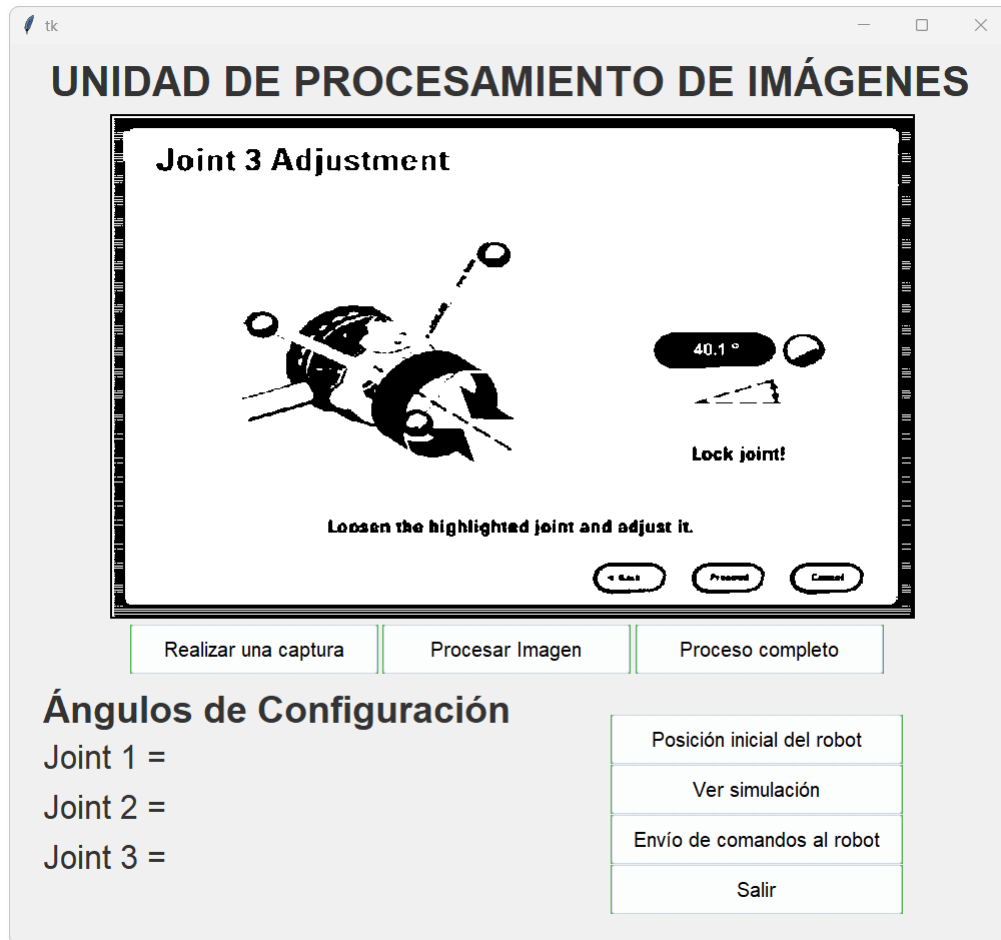 tk
UNIDAD DE PROCESAMIENTO DE IMÁGENES
Joint 3 Adjustment
40.1 °
Lock joint!
Loosen the highlighted joint and adjust it.
Proceed
Cancel
Realizar una captura
Procesar Imagen
Proceso completo
Ángulos de Configuración
Joint 1 =
Joint 2 =
Joint 3 =
Posición inicial del robot
Ver simulación
Envío de comandos al robot
Salir